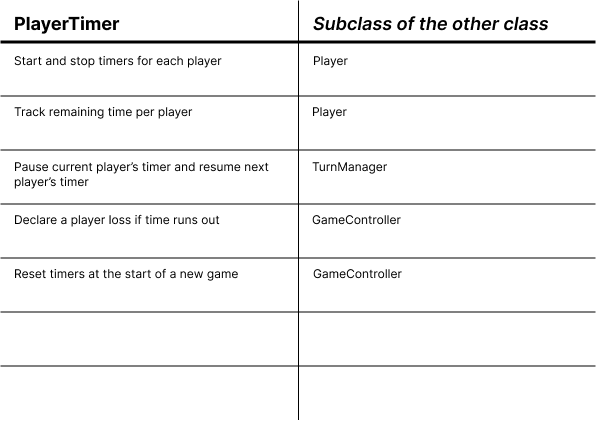 PlayerTimer
Subclass of the other class
Start and stop timers for each player
Player
Track remaining time per player
Player
Pause current player’s timer and resume next
player’s timer
TurnManager
Declare a player loss if time runs out
GameController
Reset timers at the start of a new game
GameController